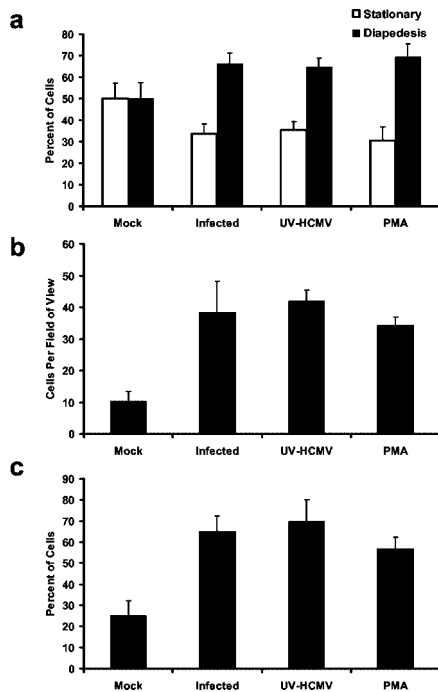 a
Stationary
Diapedesis
Percent of Cells
80
70
60
50
40
30
20
10
0
Mock Infected UV-HCMV PMA
b
Cells Per Field of View
60
50
40
30
20
10
0
Mock Infected UV-HCMV PMA
c
Percent of Cells
90
80
70
60
50
40
30
20
10
0
Mock Infected UV-HCMV PMA